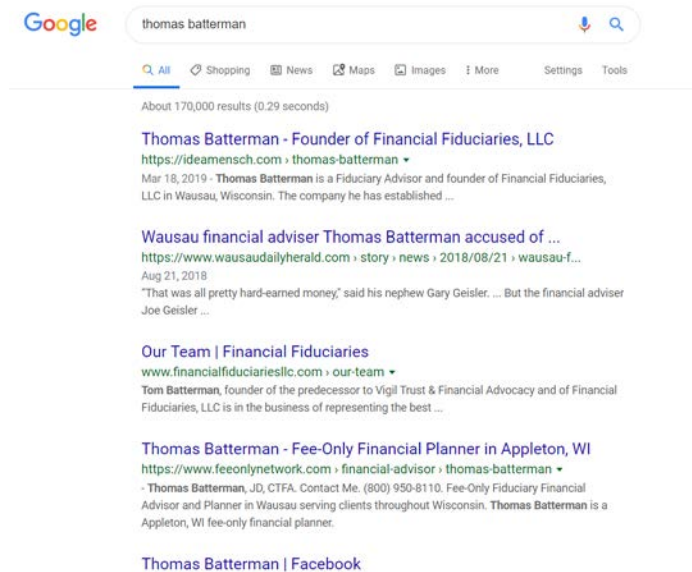 Google
thomas batterman
All Shopping News Maps Images More Settings Tools
About 170,000 results (0.29 seconds)
Thomas Batterman - Founder of Financial Fiduciaries, LLC
https://ideamensch.com › thomas-batterman
Mar 18, 2019 - Thomas Batterman is a Fiduciary Advisor and founder of Financial Fiduciaries,
LLC in Wausau, Wisconsin. The company he has established ...
Wausau financial adviser Thomas Batterman accused of ...
https://www.wausaudailyherald.com › story › news › 2018/08/21 › wausau-f...
Aug 21, 2018
"That was all pretty hard-earned money," said his nephew Gary Geisler. ... But the financial adviser
Joe Geisler ...
Our Team | Financial Fiduciaries
www.financialfiduciariesllc.com › our-team
Tom Batterman, founder of the predecessor to Vigil Trust & Financial Advocacy and of Financial
Fiduciaries, LLC is in the business of representing the best ...
Thomas Batterman - Fee-Only Financial Planner in Appleton, WI
https://www.feeonlynetwork.com › financial-advisor › thomas-batterman
- Thomas Batterman, JD, CTFA. Contact Me. (800) 950-8110. Fee-Only Fiduciary Financial
Advisor and Planner in Wausau serving clients throughout Wisconsin. Thomas Batterman is a
Appleton, WI fee-only financial planner.
Thomas Batterman | Facebook